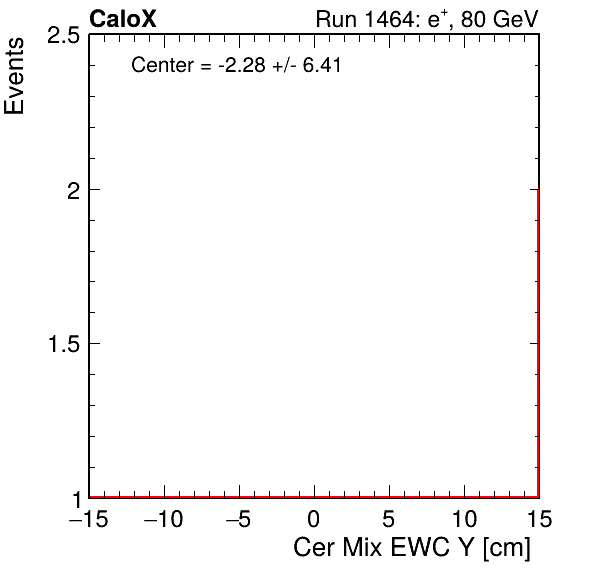 CaloX Run 1464: e⁺, 80 GeV
Center = -2.28 +/- 6.41
Events
2.5
2
1.5
1
−15 −10 −5 0 5 10 15
Cer Mix EWC Y [cm]